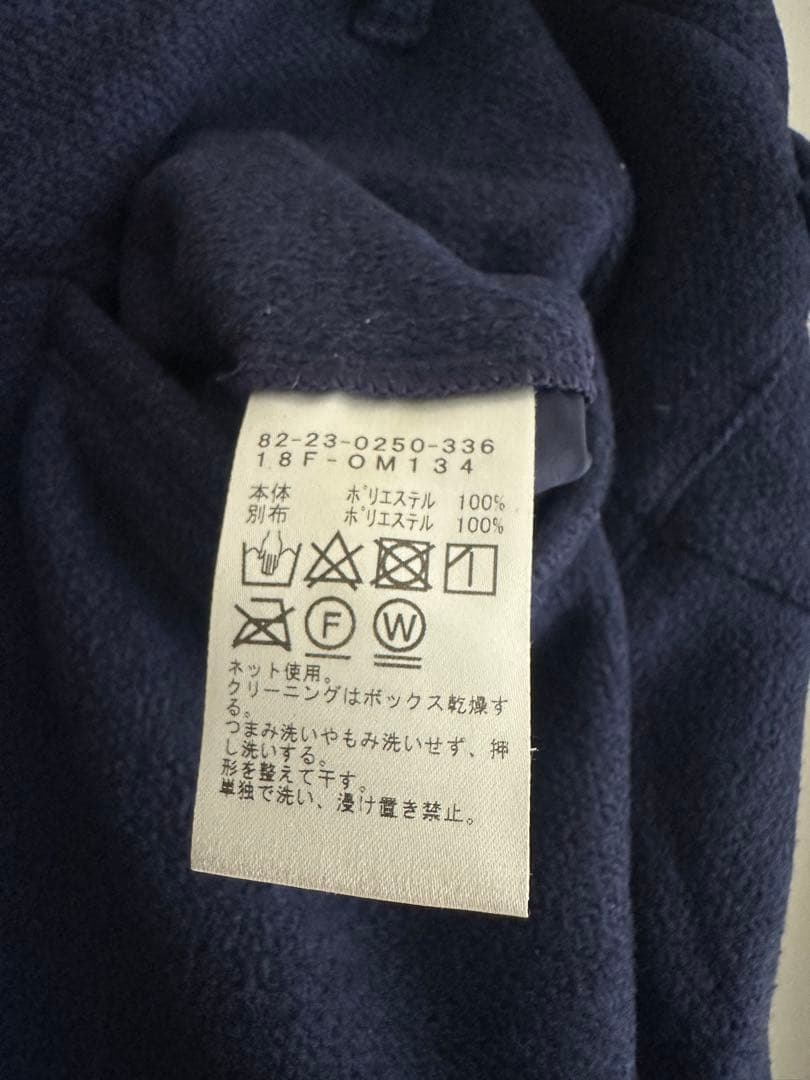 82-23-0250-336
18F-OM134
本体 ポリエステル 100%
別布 ポリエステル 100%
F W
ネット使用。
クリーニングはボックス乾燥す
る。
つまみ洗いやもみ洗いせず、押
し洗いする。
形を整えて干す。
単独で洗い、浸け置き禁止。